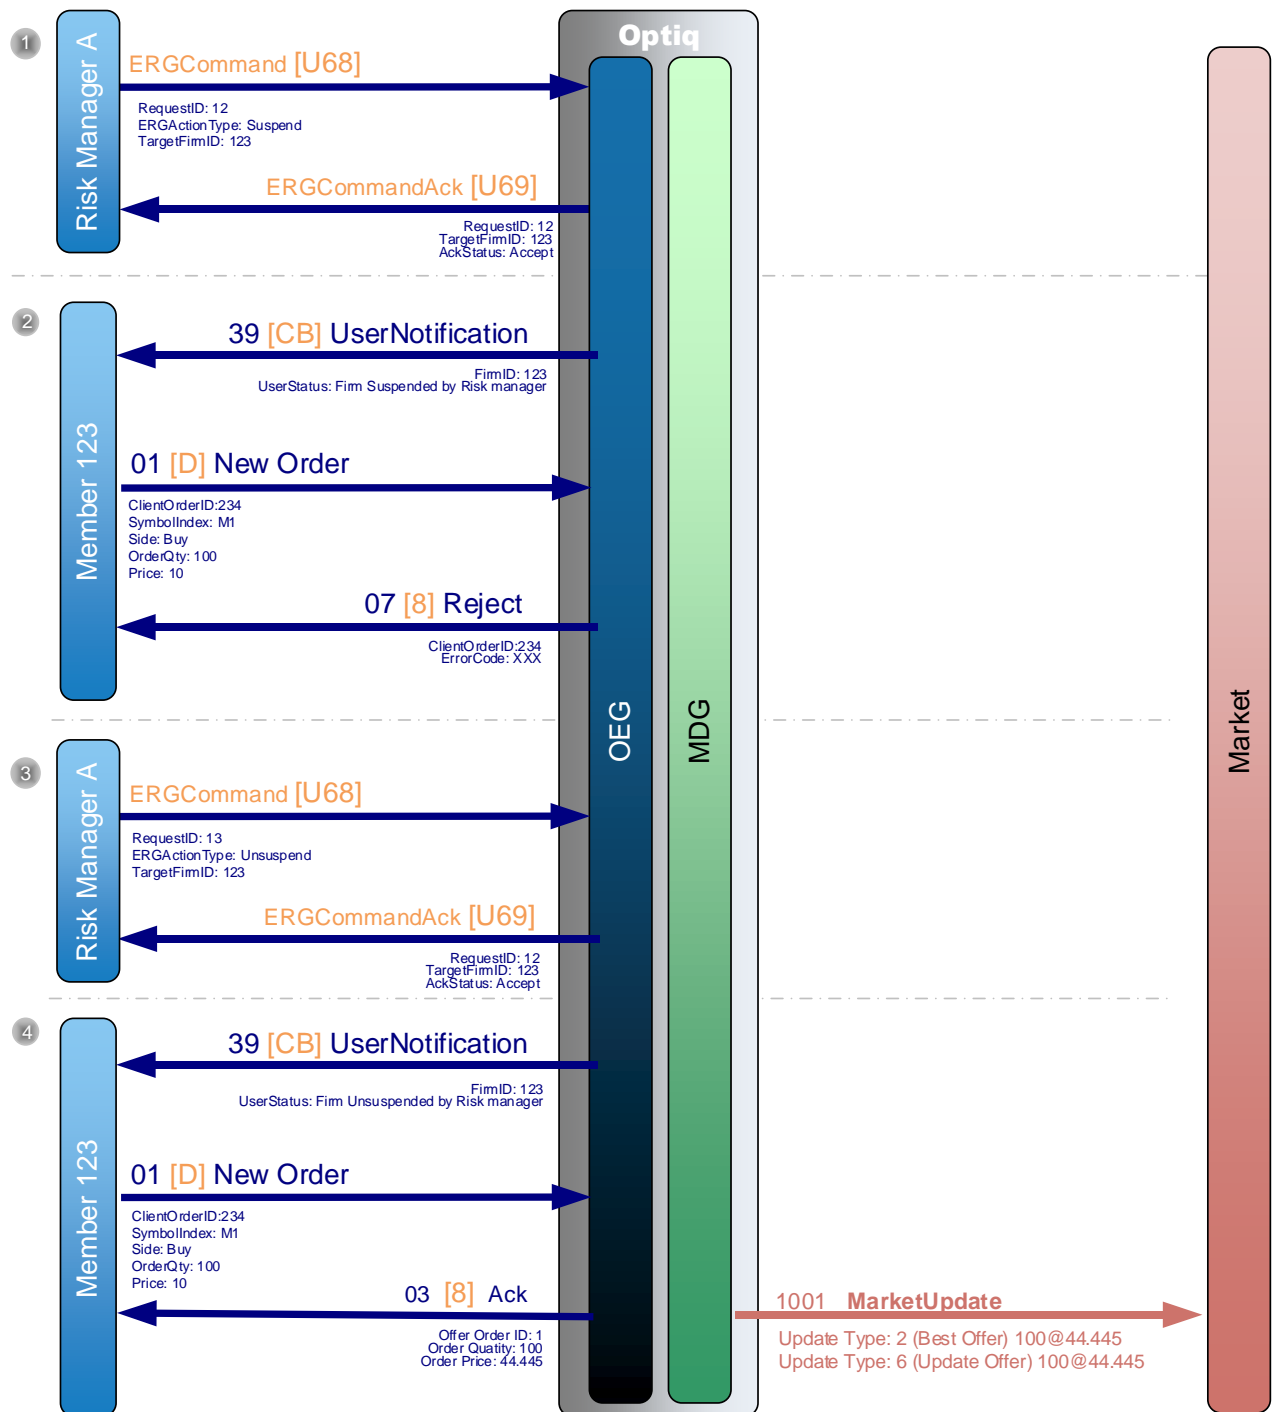 Optiq
1
Risk Manager A
ERGCommand [U68]
RequestID: 12
ERGActionType: Suspend
TargetFirmID: 123
ERGCommandAck [U69]
RequestID: 12
TargetFirmID: 123
AckStatus: Accept
2
Member 123
39 [CB] UserNotification
FirmID: 123
UserStatus: Firm Suspended by Risk manager
01 [D] New Order
ClientOrderID:234
SymbolIndex: M1
Side: Buy
OrderQty: 100
Price: 10
07 [8] Reject
ClientOrderID:234
ErrorCode: XXX
OEG
MDG
Market
3
Risk Manager A
ERGCommand [U68]
RequestID: 13
ERGActionType: Unsuspend
TargetFirmID: 123
ERGCommandAck [U69]
RequestID: 12
TargetFirmID: 123
AckStatus: Accept
4
Member 123
39 [CB] UserNotification
FirmID: 123
UserStatus: Firm Unsuspended by Risk manager
01 [D] New Order
ClientOrderID:234
SymbolIndex: M1
Side: Buy
OrderQty: 100
Price: 10
03 [8] Ack
Offer Order ID: 1
Order Quatity: 100
Order Price: 44.445
1001 MarketUpdate
Update Type: 2 (Best Offer) 100@44.445
Update Type: 6 (Update Offer) 100@44.445